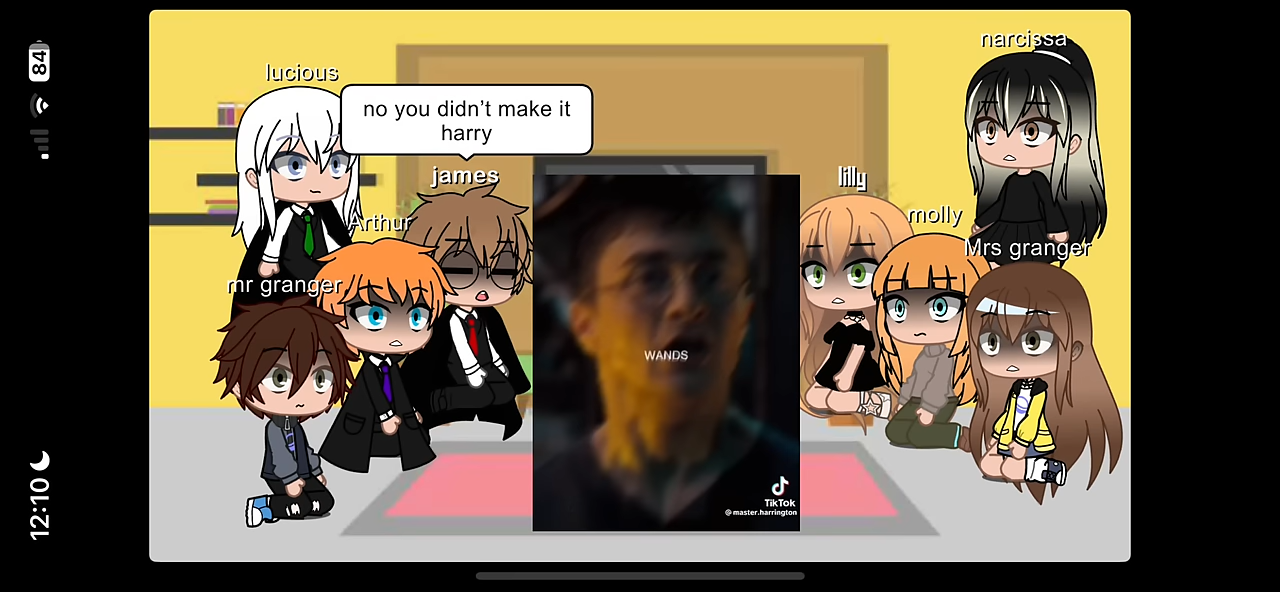 narcissa
lucious
no you didn't make it
harry
james
lilly
Arthur
molly
Mrs granger
mr granger
WANDS
TikTok
@master.harrington
84
12:10